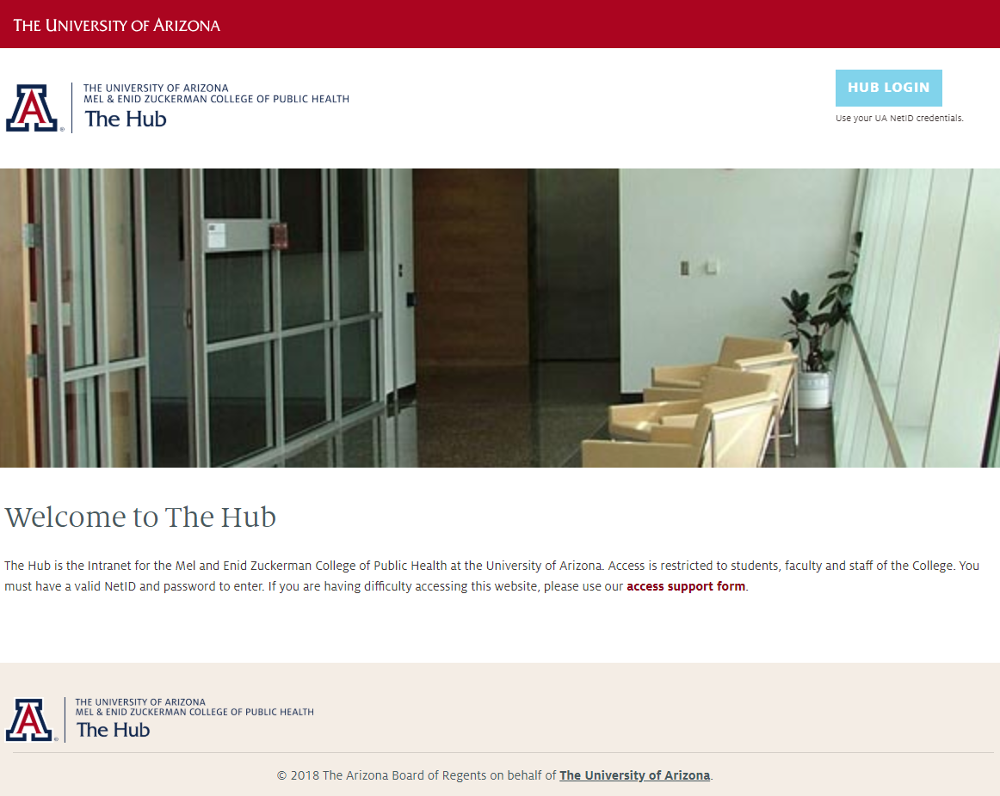 THE UNIVERSITY OF ARIZONA
THE UNIVERSITY OF ARIZONA
MEL & ENID ZUCKERMAN COLLEGE OF PUBLIC HEALTH
A ®
The Hub
HUB LOGIN
Use your UA NetID credentials.
Welcome to The Hub
The Hub is the Intranet for the Mel and Enid Zuckerman College of Public Health at the University of Arizona. Access is restricted to students, faculty and staff of the College. You
must have a valid NetID and password to enter. If you are having difficulty accessing this website, please use our access support form.
THE UNIVERSITY OF ARIZONA
MEL & ENID ZUCKERMAN COLLEGE OF PUBLIC HEALTH
A ®
The Hub
© 2018 The Arizona Board of Regents on behalf of The University of Arizona.